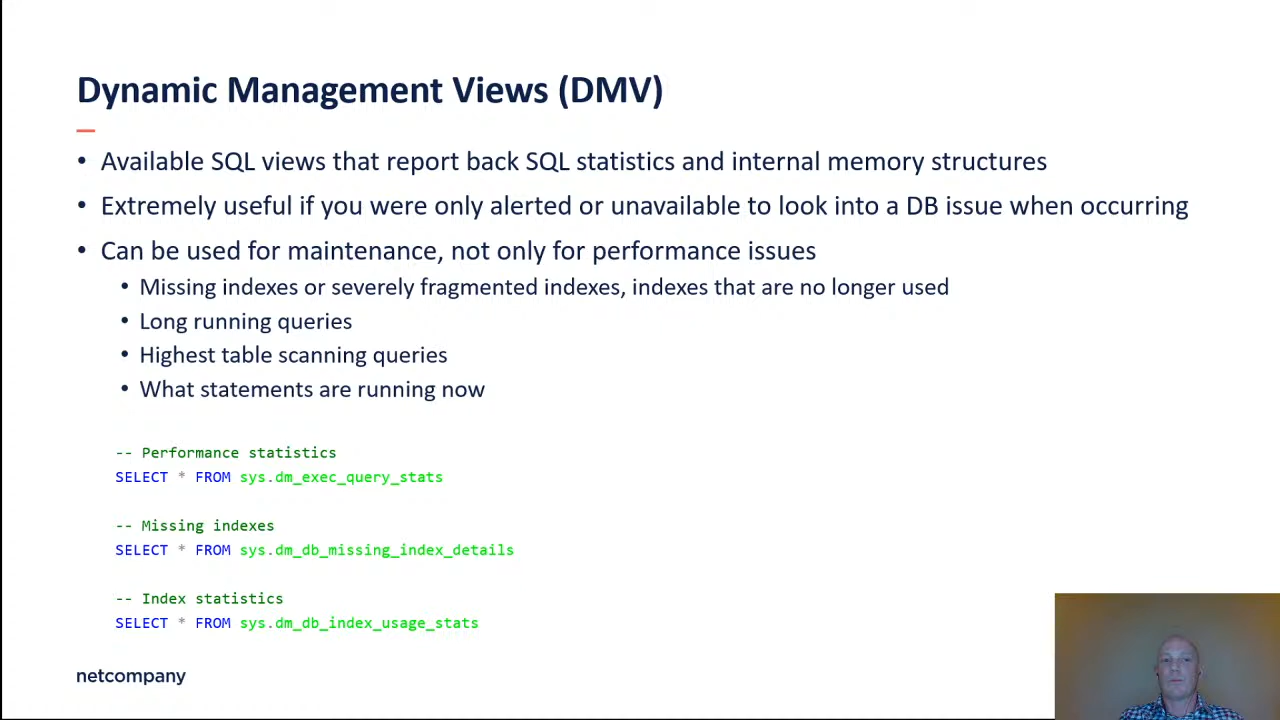 Dynamic Management Views (DMV)
• Available SQL views that report back SQL statistics and internal memory structures
• Extremely useful if you were only alerted or unavailable to look into a DB issue when occurring
• Can be used for maintenance, not only for performance issues
• Missing indexes or severely fragmented indexes, indexes that are no longer used
• Long running queries
• Highest table scanning queries
• What statements are running now
-- Performance statistics
SELECT * FROM sys.dm_exec_query_stats
-- Missing indexes
SELECT * FROM sys.dm_db_missing_index_details
-- Index statistics
SELECT * FROM sys.dm_db_index_usage_stats
netcompany